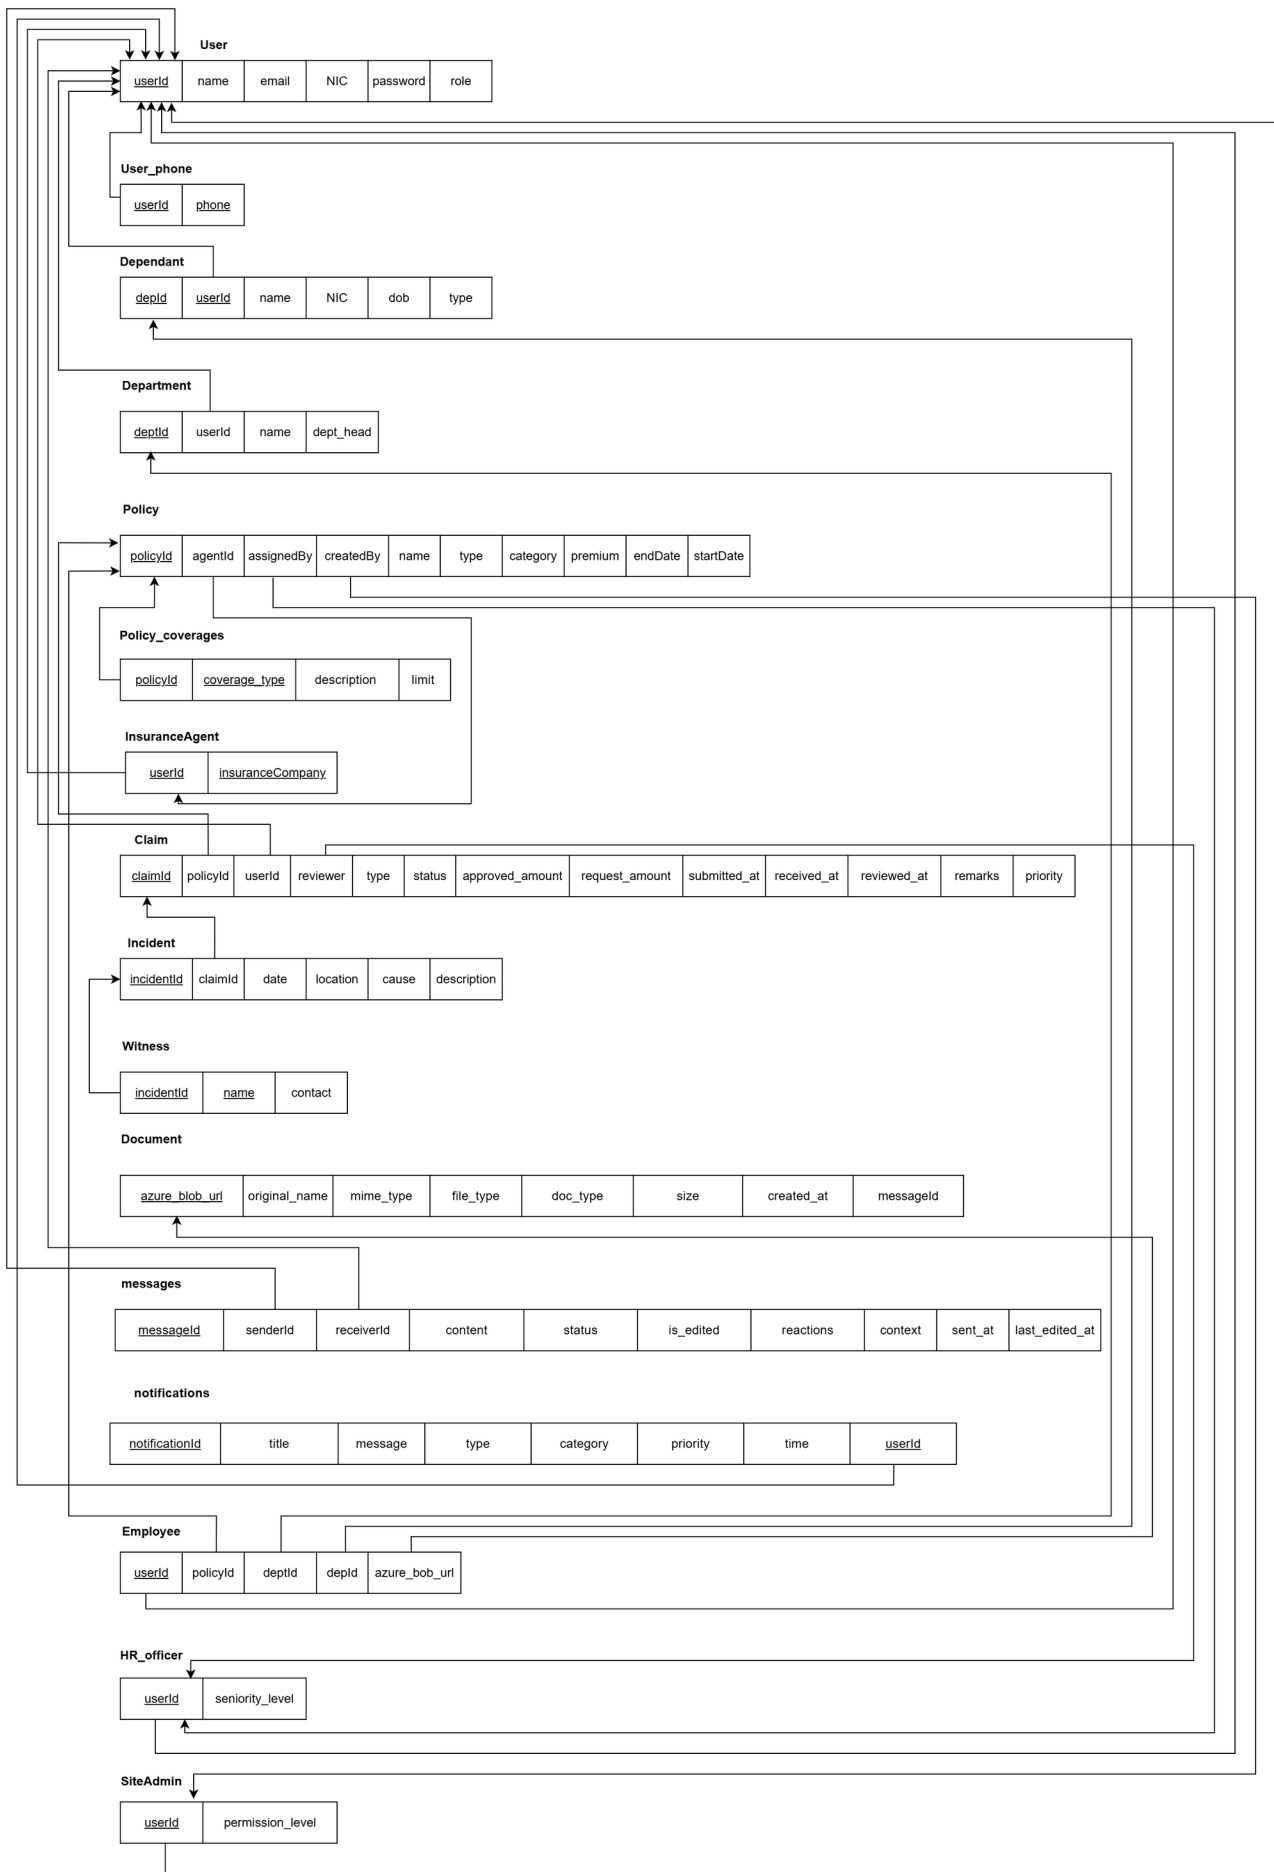 User
userId name email NIC password role
User_phone
userId phone
Dependant
depId userId name NIC dob type
Department
deptId userId name dept_head
Policy
policyId agentId assignedBy createdBy name type category premium endDate startDate
Policy_coverages
policyId coverage_type description limit
InsuranceAgent
userId insuranceCompany
Claim
claimId policyId userId reviewer type status approved_amount request_amount submitted_at received_at reviewed_at remarks priority
Incident
incidentId claimId date location cause description
Witness
incidentId name contact
Document
azure_blob_url original_name mime_type file_type doc_type size created_at messageId
messages
messageId senderId receiverId content status is_edited reactions context sent_at last_edited_at
notifications
notificationId title message type category priority time userId
Employee
userId policyId deptId depId azure_bob_url
HR_officer
userId seniority_level
SiteAdmin
userId permission_level